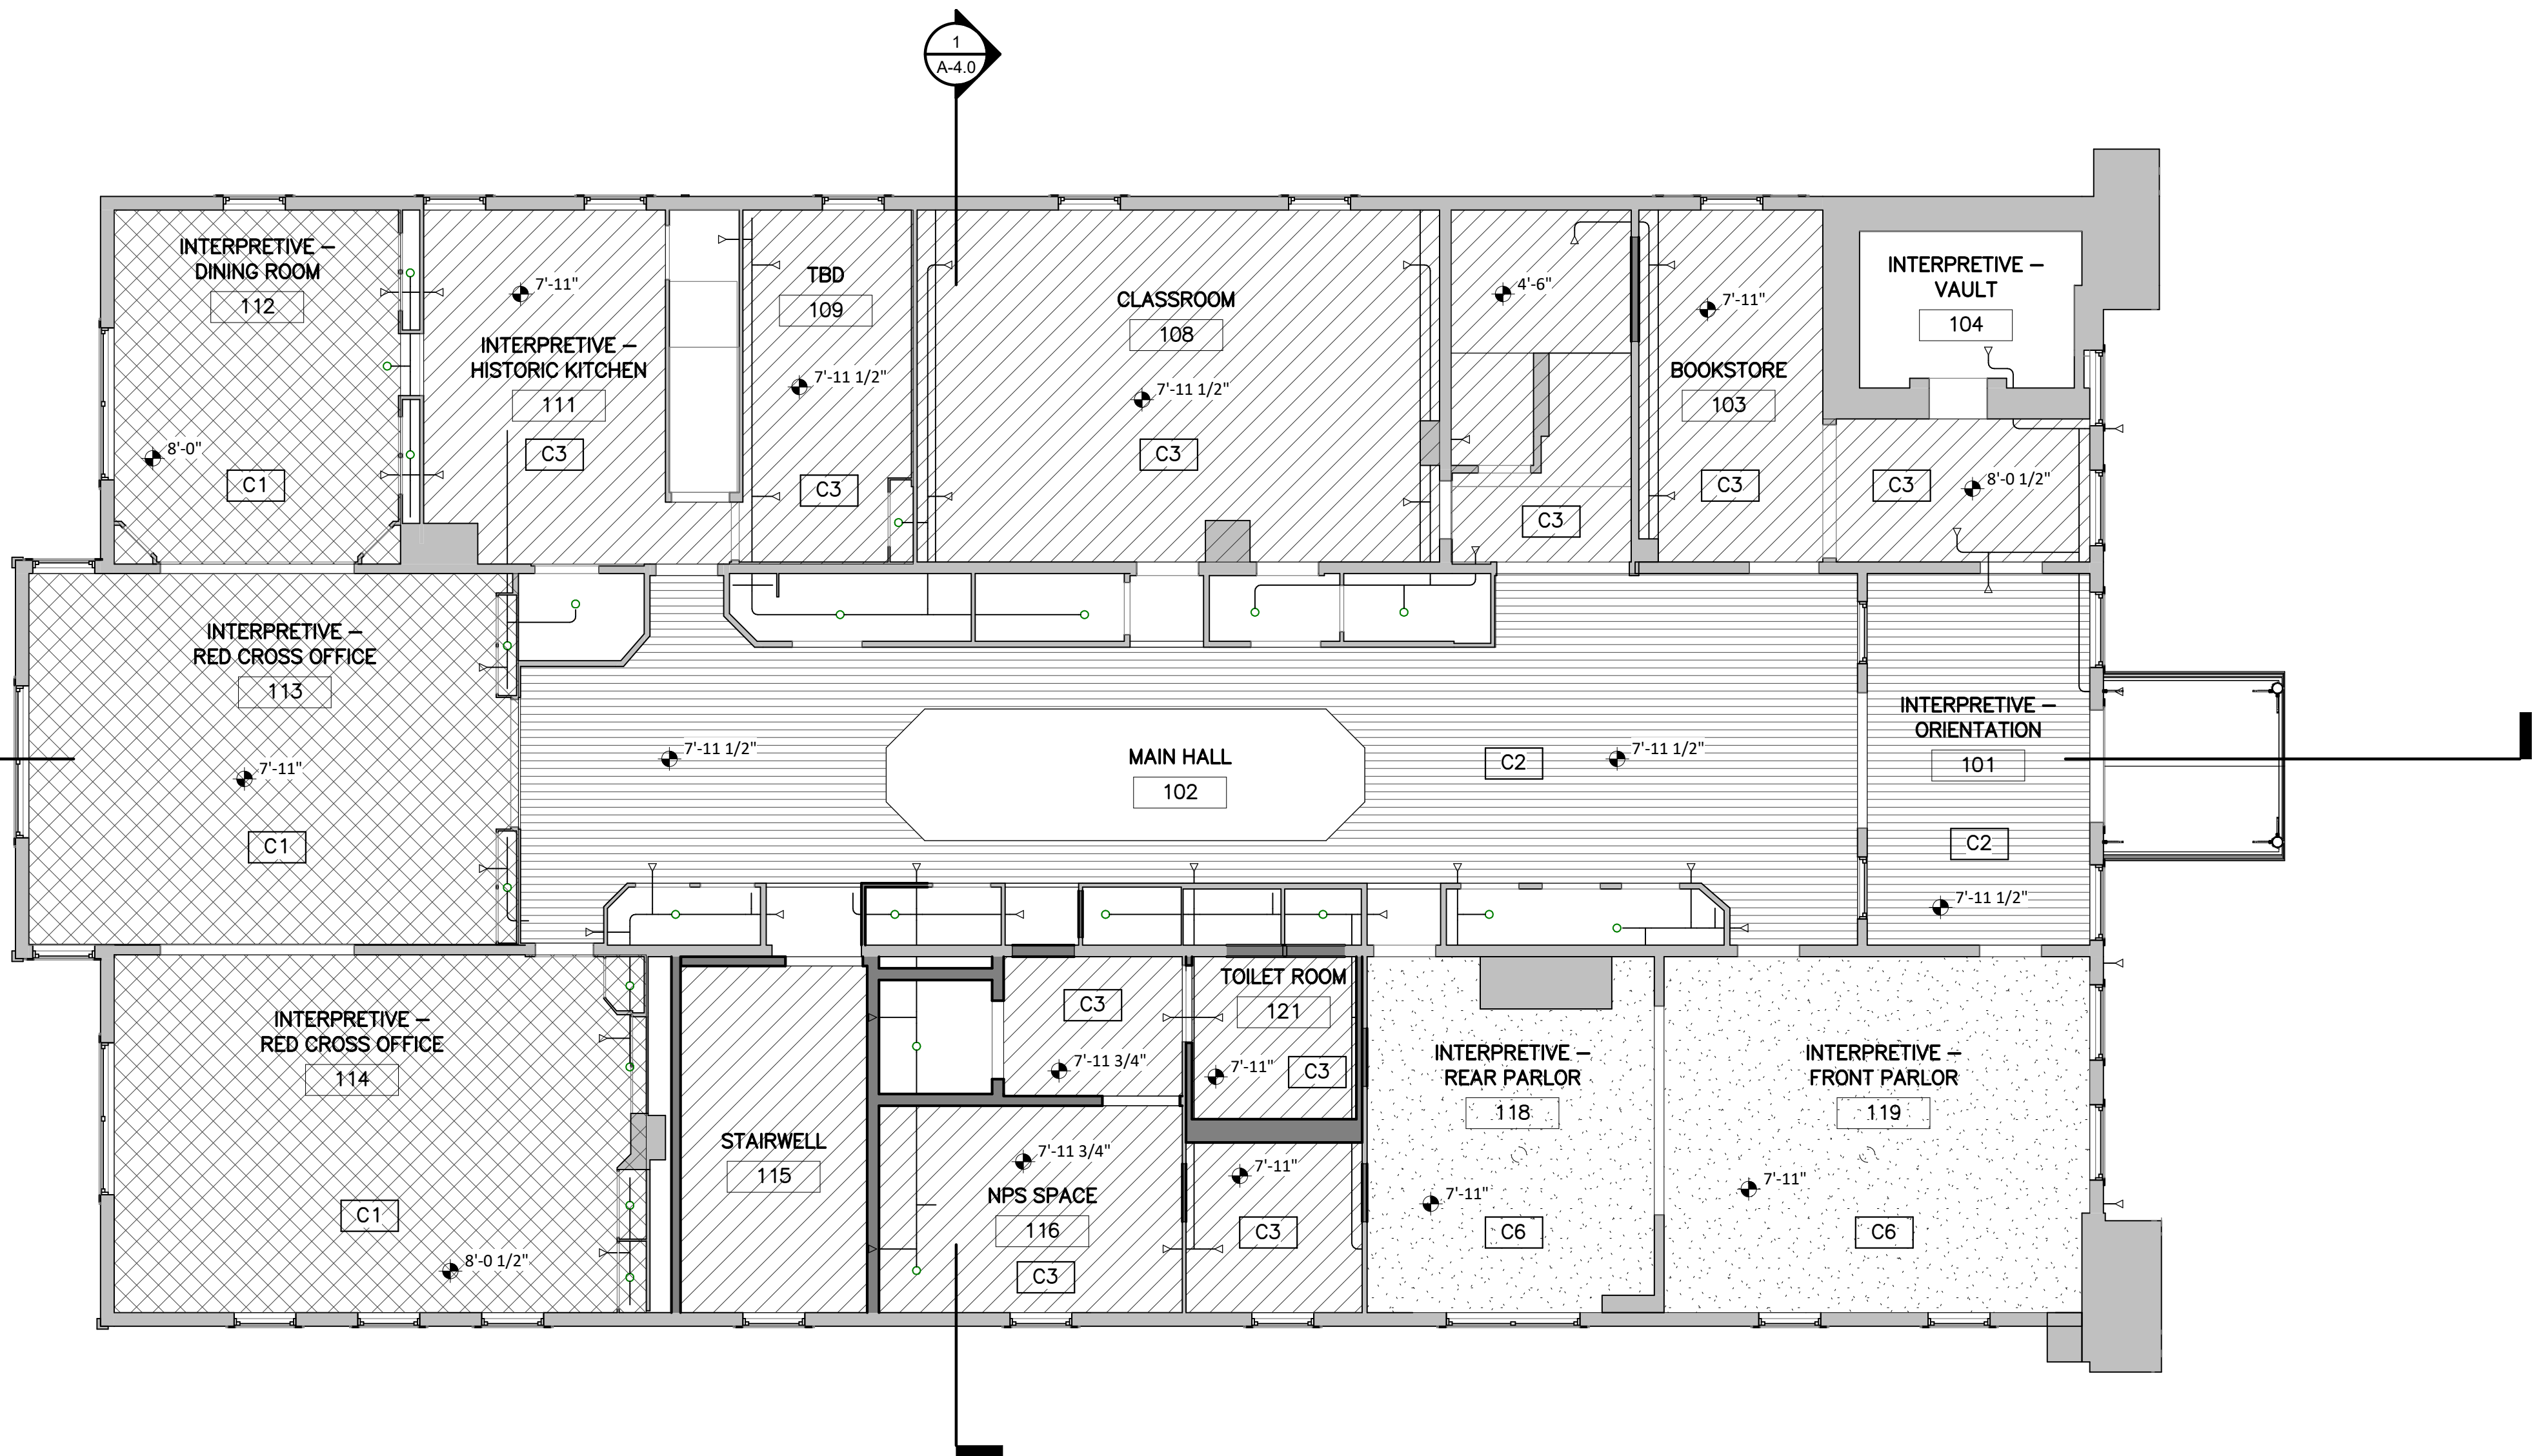 1
A-4.0
INTERPRETIVE –
DINING ROOM
112
8'-0"
C1
7'-11"
INTERPRETIVE –
HISTORIC KITCHEN
111
C3
TBD
109
7'-11 1/2"
C3
CLASSROOM
108
7'-11 1/2"
C3
4'-6"
C3
7'-11"
BOOKSTORE
103
C3
INTERPRETIVE –
VAULT
104
C3
8'-0 1/2"
INTERPRETIVE –
RED CROSS OFFICE
113
7'-11"
C1
7'-11 1/2"
MAIN HALL
102
C2
7'-11 1/2"
INTERPRETIVE –
ORIENTATION
101
C2
7'-11 1/2"
INTERPRETIVE –
RED CROSS OFFICE
114
C1
8'-0 1/2"
STAIRWELL
115
C3
7'-11 3/4"
7'-11 3/4"
NPS SPACE
116
C3
TOILET ROOM
121
7'-11"
C3
7'-11"
C3
INTERPRETIVE –
REAR PARLOR
118
7'-11"
C6
INTERPRETIVE –
FRONT PARLOR
119
7'-11"
C6